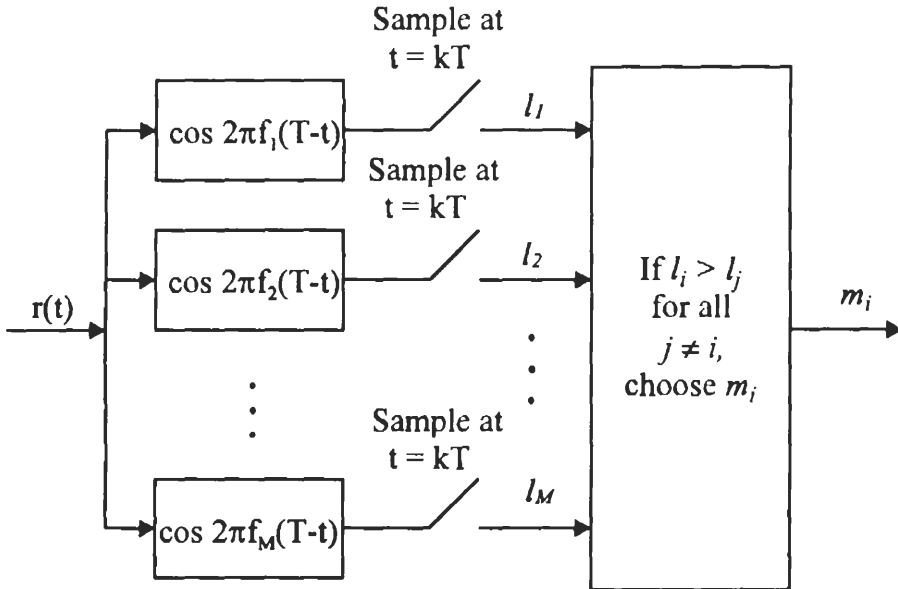 Sample at
t = kT
cos 2πf₁(T-t)
l₁
Sample at
t = kT
cos 2πf₂(T-t)
l₂
r(t)
If lᵢ > lⱼ
for all
j ≠ i,
choose mᵢ
mᵢ
Sample at
t = kT
cos 2πf_M(T-t)
l_M